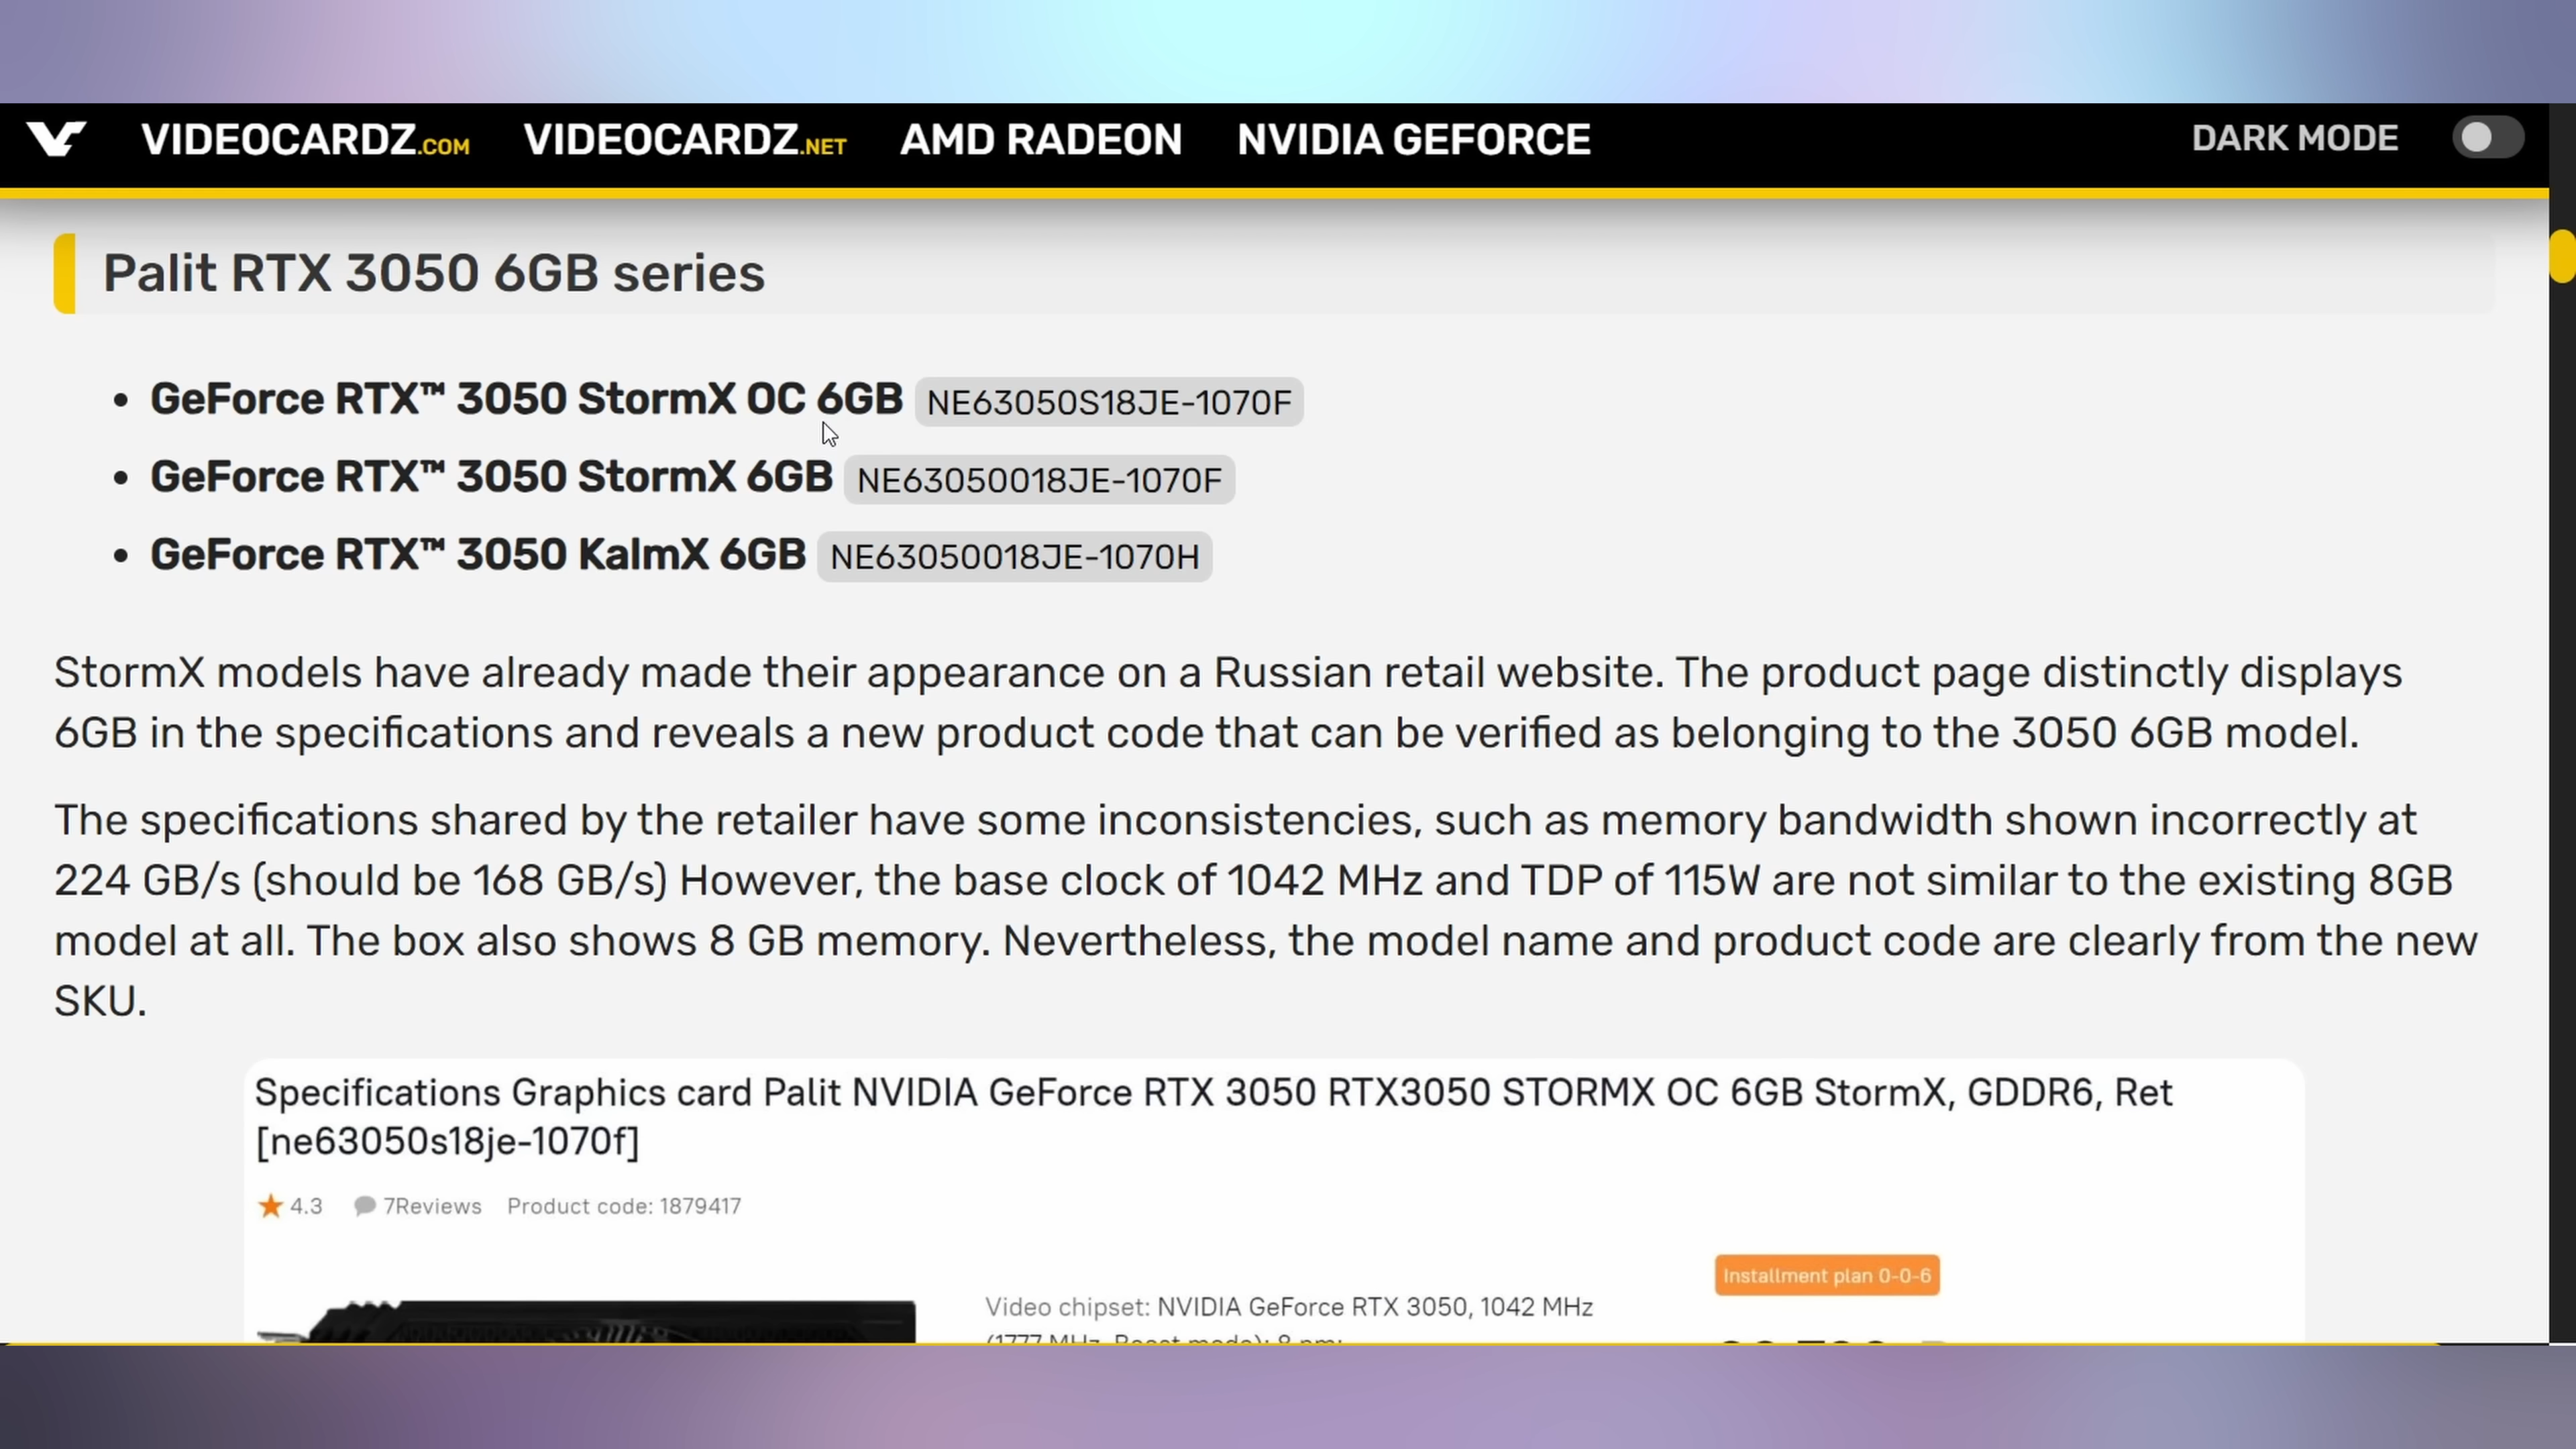 VIDEOCARDZ.COM VIDEOCARDZ.NET AMD RADEON NVIDIA GEFORCE DARK MODE
Palit RTX 3050 6GB series
• GeForce RTX™ 3050 StormX OC 6GB NE63050S18JE-1070F
• GeForce RTX™ 3050 StormX 6GB NE63050018JE-1070F
• GeForce RTX™ 3050 KalmX 6GB NE63050018JE-1070H
StormX models have already made their appearance on a Russian retail website. The product page distinctly displays
6GB in the specifications and reveals a new product code that can be verified as belonging to the 3050 6GB model.
The specifications shared by the retailer have some inconsistencies, such as memory bandwidth shown incorrectly at
224 GB/s (should be 168 GB/s) However, the base clock of 1042 MHz and TDP of 115W are not similar to the existing 8GB
model at all. The box also shows 8 GB memory. Nevertheless, the model name and product code are clearly from the new
SKU.
Specifications Graphics card Palit NVIDIA GeForce RTX 3050 RTX3050 STORMX OC 6GB StormX, GDDR6, Ret
[ne63050s18je-1070f]
4.3 7Reviews Product code: 1879417
Installment plan 0-0-6
Video chipset: NVIDIA GeForce RTX 3050, 1042 MHz
(1777 MHz, Boost mode); 8 nm;